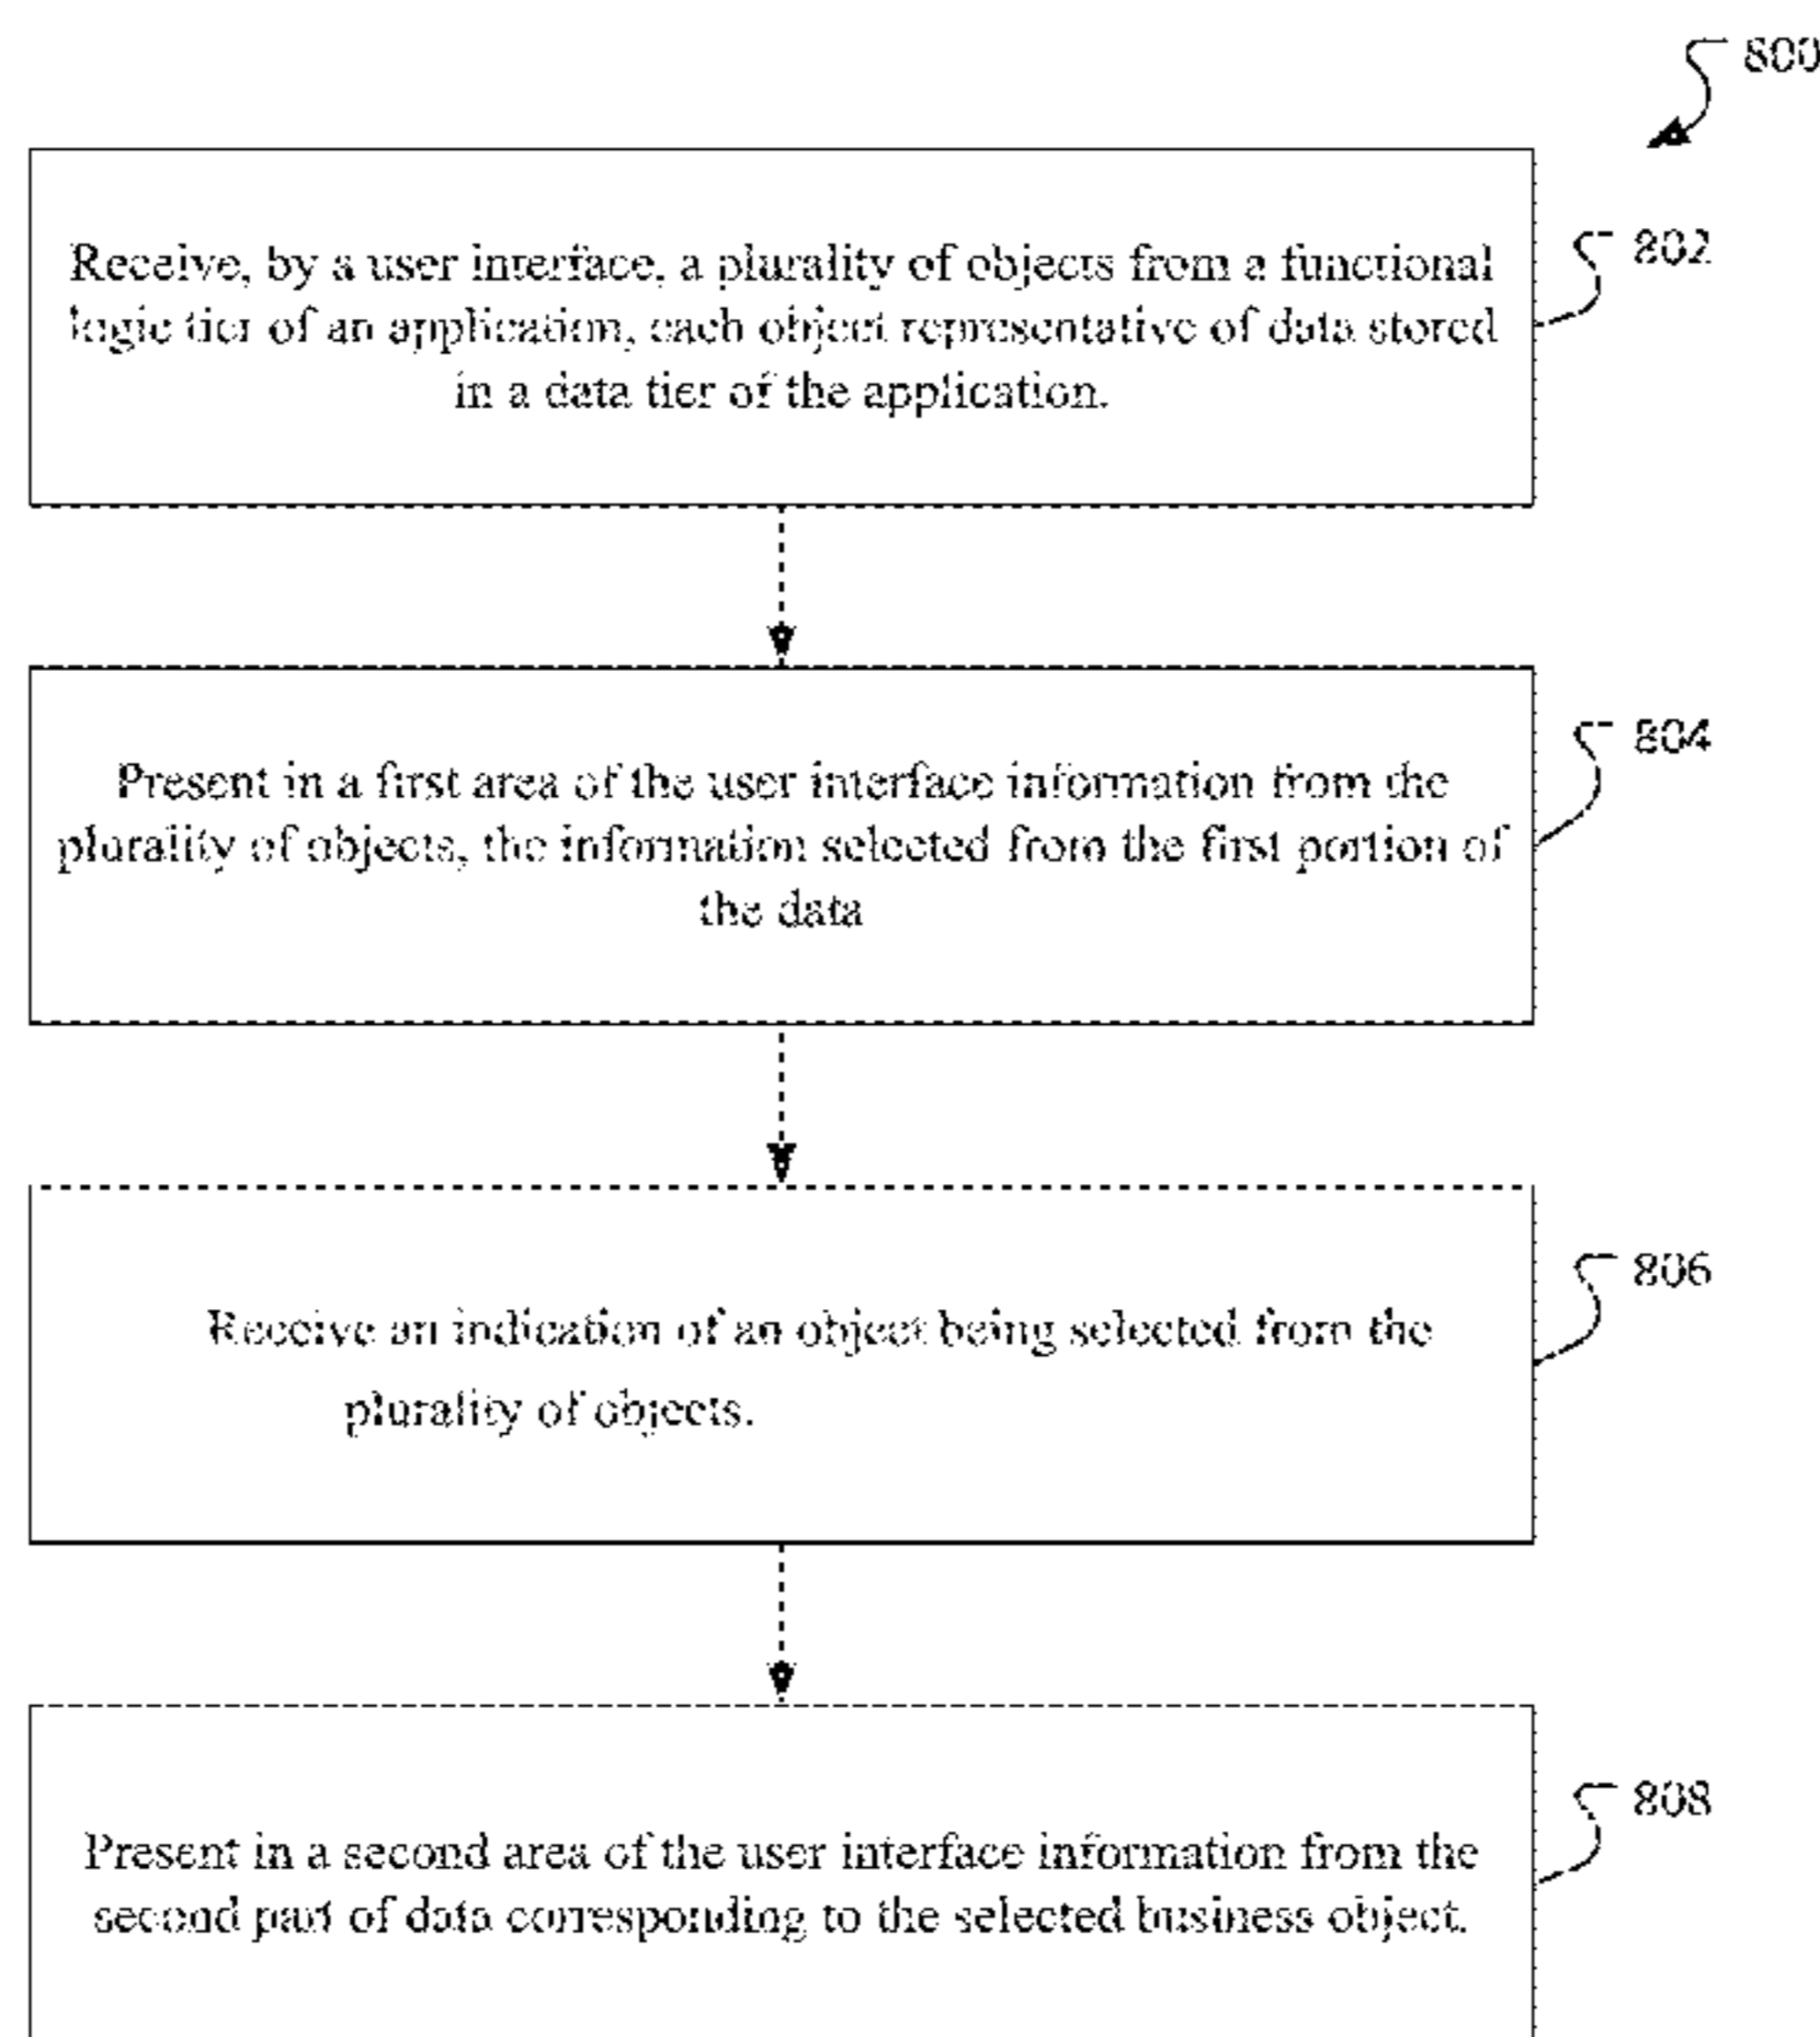 800
Receive, by a user interface, a plurality of objects from a functional
802
logic tier of an application, each object representative of data stored
in a data tier of the application.
804
Present in a first area of the user interface information from the
plurality of objects, the information selected from the first portion of
the data
806
Receive an indication of an object being selected from the
plurality of objects.
808
Present in a second area of the user interface information from the
second part of data corresponding to the selected business object.